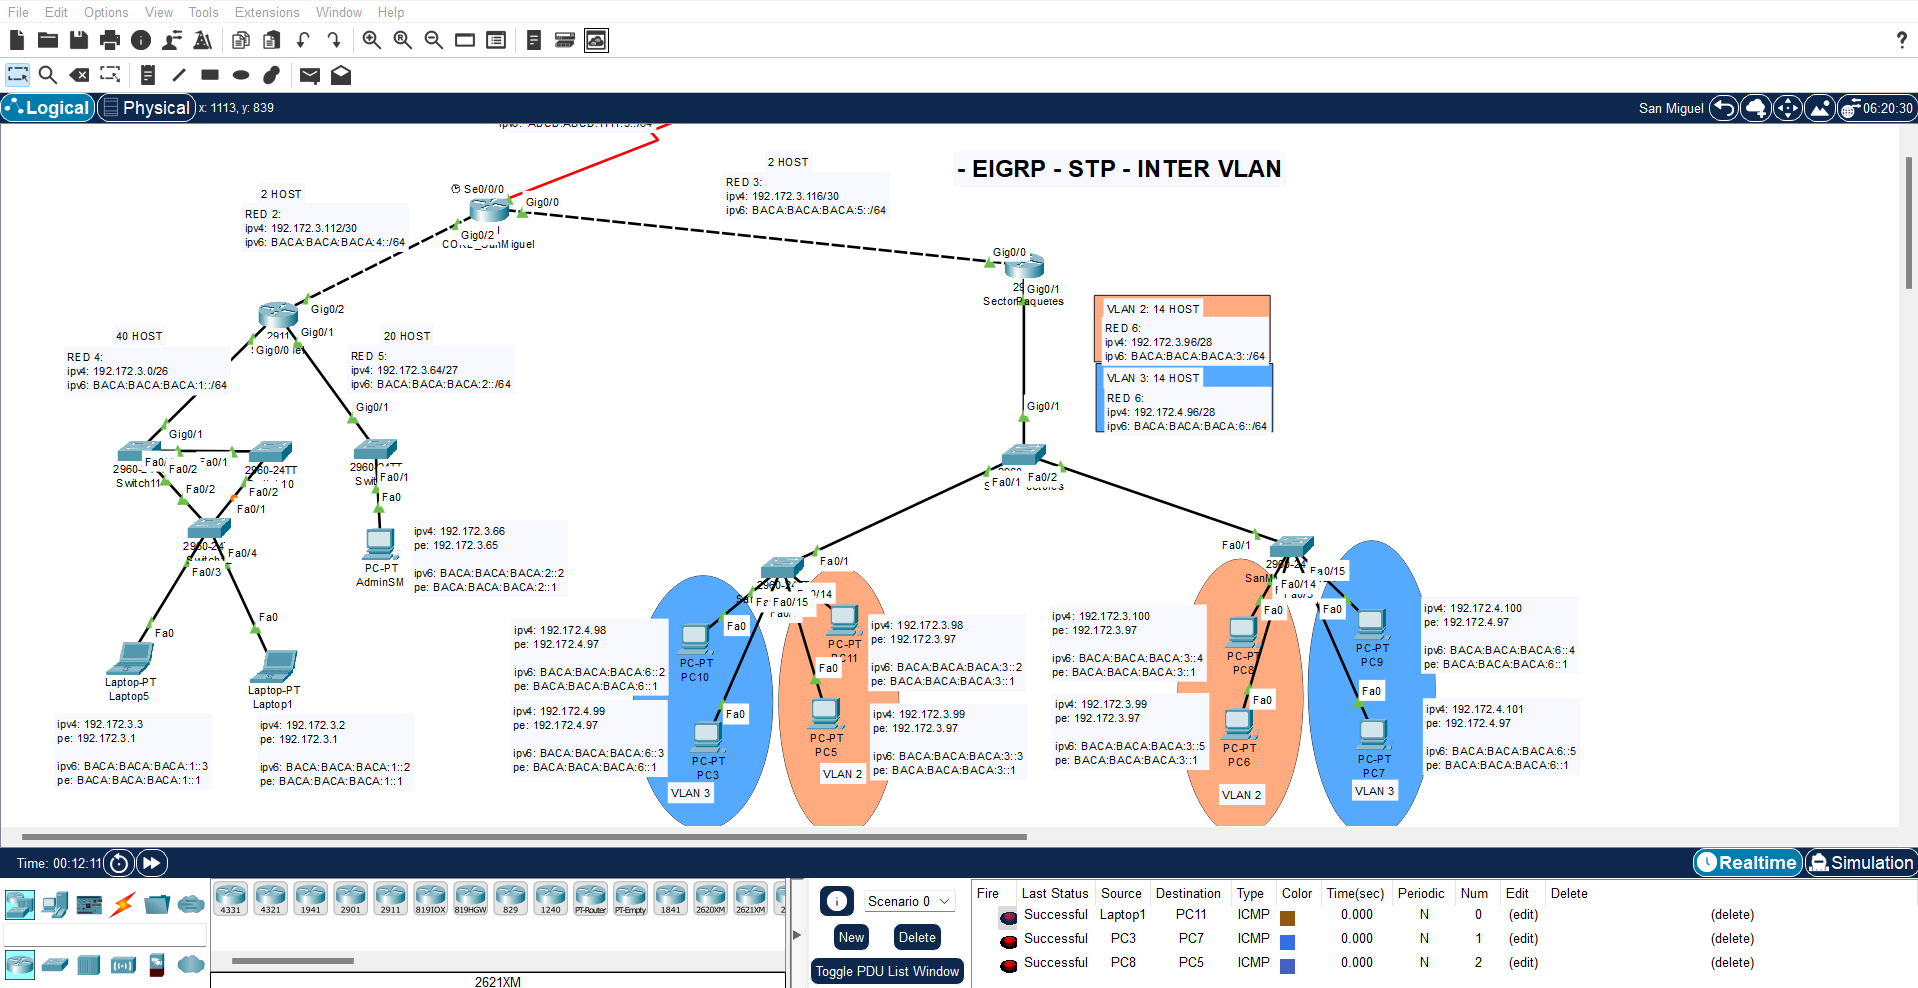 File Edit Options View Tools Extensions Window Help
?
Logical Physical x: 1113, y: 839
San Miguel 06:20:30
- EIGRP - STP - INTER VLAN
2 HOST
RED 3:
ipv4: 192.172.3.116/30
ipv6: BACA:BACA:BACA:5::/64
2 HOST
RED 2:
ipv4: 192.172.3.112/30
ipv6: BACA:BACA:BACA:4::/64
Se0/0/0
Gig0/0
Gig0/2
Gig0/0
Gig0/1
Gig0/2
2911
Gig0/1
Gig0/0
40 HOST
RED 4:
ipv4: 192.172.3.0/26
ipv6: BACA:BACA:BACA:1::/64
20 HOST
RED 5:
ipv4: 192.172.3.64/27
ipv6: BACA:BACA:BACA:2::/64
VLAN 2: 14 HOST
RED 6:
ipv4: 192.172.3.96/28
ipv6: BACA:BACA:BACA:3::/64
VLAN 3: 14 HOST
RED 6:
ipv4: 192.172.4.96/28
ipv6: BACA:BACA:BACA:6::/64
Gig0/1
Gig0/1
Gig0/1
Fa0/1
Fa0/2
Switch11
Fa0/2
Fa0/2
Fa0/1
Fa0/4
Fa0/3
Fa0/1
Fa0
PC-PT
AdminSM
ipv4: 192.172.3.66
pe: 192.172.3.65
ipv6: BACA:BACA:BACA:2::2
pe: BACA:BACA:BACA:2::1
Fa0
Fa0
Laptop-PT
Laptop5
Laptop-PT
Laptop1
ipv4: 192.172.3.3
pe: 192.172.3.1
ipv6: BACA:BACA:BACA:1::3
pe: BACA:BACA:BACA:1::1
ipv4: 192.172.3.2
pe: 192.172.3.1
ipv6: BACA:BACA:BACA:1::2
pe: BACA:BACA:BACA:1::1
Fa0/1
Fa0/2
Fa0/1
Fa0/15
Fa0
Fa0
Fa0
ipv4: 192.172.4.98
pe: 192.172.4.97
ipv6: BACA:BACA:BACA:6::2
pe: BACA:BACA:BACA:6::1
PC-PT
PC10
ipv4: 192.172.4.99
pe: 192.172.4.97
ipv6: BACA:BACA:BACA:6::3
pe: BACA:BACA:BACA:6::1
PC-PT
PC3
VLAN 3
PC-PT
PC11
ipv4: 192.172.3.98
pe: 192.172.3.97
ipv6: BACA:BACA:BACA:3::2
pe: BACA:BACA:BACA:3::1
PC-PT
PC5
ipv4: 192.172.3.99
pe: 192.172.3.97
ipv6: BACA:BACA:BACA:3::3
pe: BACA:BACA:BACA:3::1
VLAN 2
Fa0/1
Fa0/15
Fa0/14
Fa0
Fa0
Fa0
Fa0
ipv4: 192.172.3.100
pe: 192.172.3.97
ipv6: BACA:BACA:BACA:3::4
pe: BACA:BACA:BACA:3::1
PC-PT
PC8
ipv4: 192.172.3.99
pe: 192.172.3.97
ipv6: BACA:BACA:BACA:3::5
pe: BACA:BACA:BACA:3::1
PC-PT
PC6
VLAN 2
PC-PT
PC9
ipv4: 192.172.4.100
pe: 192.172.4.97
ipv6: BACA:BACA:BACA:6::4
pe: BACA:BACA:BACA:6::1
PC-PT
PC7
ipv4: 192.172.4.101
pe: 192.172.4.97
ipv6: BACA:BACA:BACA:6::5
pe: BACA:BACA:BACA:6::1
VLAN 3
Time: 00:12:11
Realtime Simulation
4331 4321 1941 2901 2911 819IOX 819HGW 829 1240 PT-Router PT-Empty 1841 2620XM 2621XM
2621XM
Scenario 0
New Delete
Toggle PDU List Window
Fire Last Status Source Destination Type Color Time(sec) Periodic Num Edit Delete
Successful Laptop1 PC11 ICMP 0.000 N 0 (edit) (delete)
Successful PC3 PC7 ICMP 0.000 N 1 (edit) (delete)
Successful PC8 PC5 ICMP 0.000 N 2 (edit) (delete)